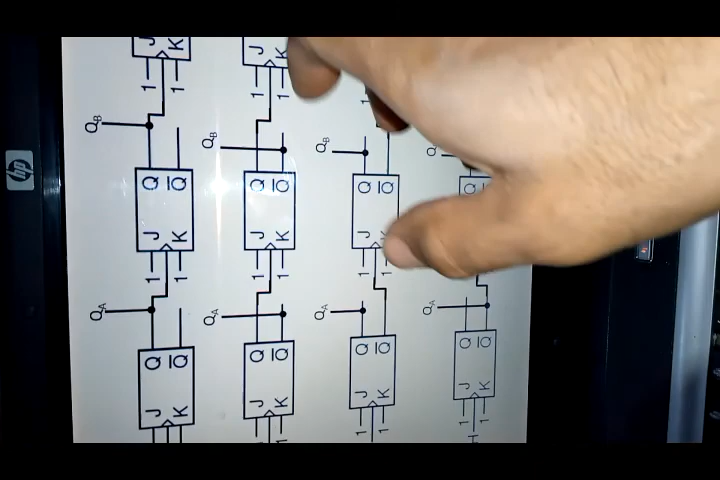 hp
J K J K
1 1 1 1 1
Q_B Q_B Q_B
Q Q̅ Q Q̅ Q Q̅ Q Q̅
J K J K J K
1 1 1 1 1 1
Q_A Q_A Q_A Q_A
Q Q̅ Q Q̅ Q Q̅ Q Q̅
J K J K J K J K
1 1 1 1